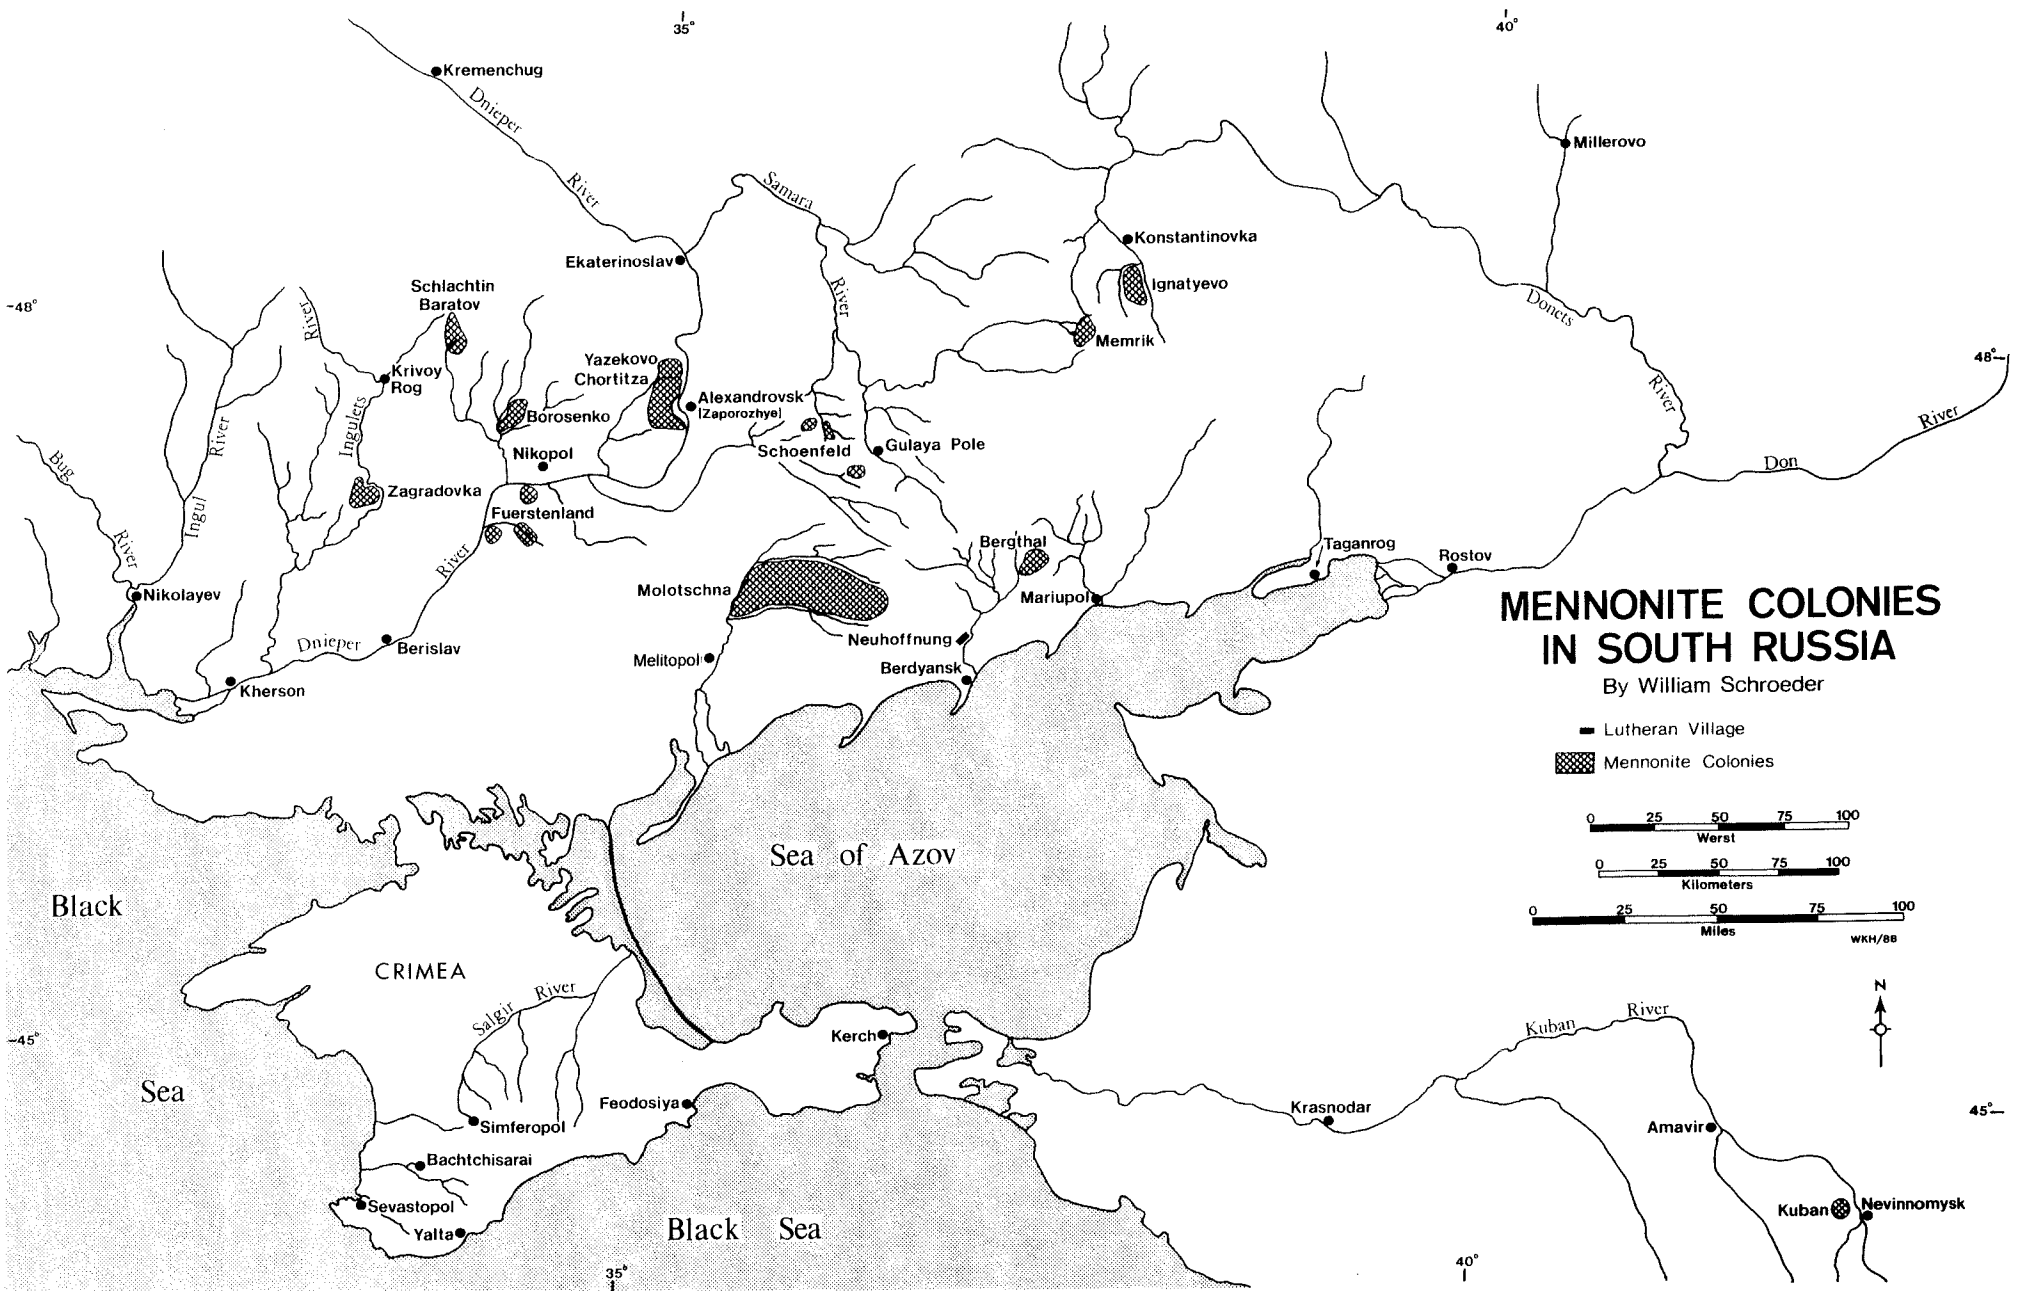 35°
40°
Kremenchug
Dnieper
River
Millerovo
Samara
River
Konstantinovka
Ekaterinoslav
Ignatyevo
Schlachtin
Baratov
-48°
River
Donets
River
Memrik
48°
Krivoy
Rog
Yazekovo
Chortitza
Alexandrovsk
(Zaporozhye)
Borosenko
Ingulets
River
Ingul
Bug
River
Nikopol
Schoenfeld
Gulaya Pole
Don
River
Zagradovka
Fuerstenland
River
Bergthal
Taganrog
Rostov
Molotschna
Mariupol
Nikolayev
Neuhoffnung
Dnieper
Berislav
Melitopol
Berdyansk
Kherson
MENNONITE COLONIES
IN SOUTH RUSSIA
By William Schroeder
Lutheran Village
Mennonite Colonies
0 25 50 75 100
Werst
0 25 50 75 100
Kilometers
0 25 50 75 100
Miles
WKH/88
Sea of Azov
Black
Sea
CRIMEA
Salgir River
N
Kuban River
-45°
Kerch
Feodosiya
Krasnodar
45°
Simferopol
Amavir
Bachtchisarai
Sevastopol
Yalta
Black Sea
Kuban
Nevinnomysk
35°
40°